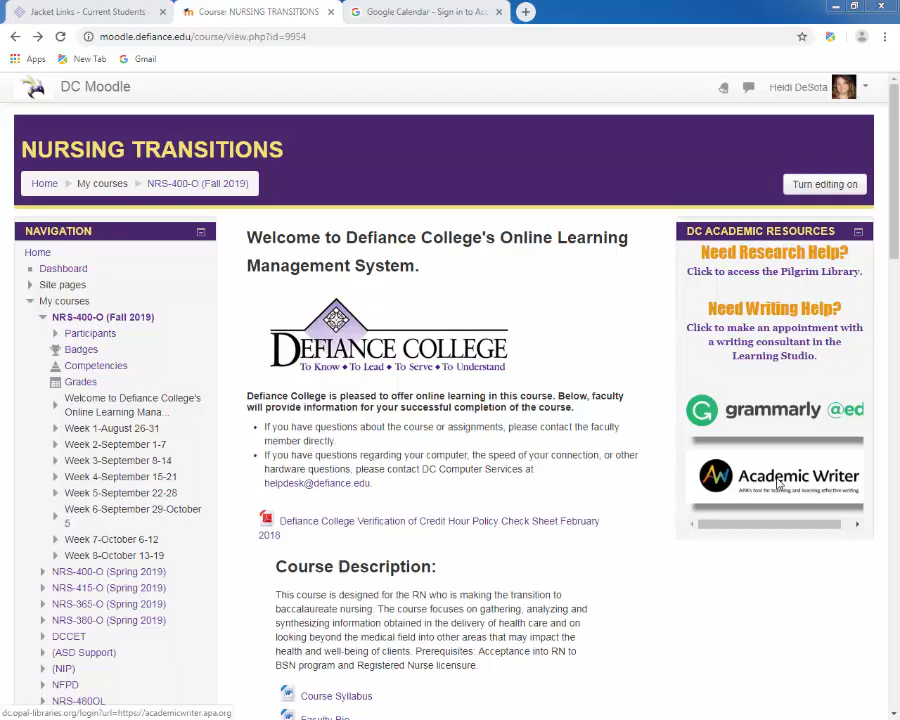 Jacket Links - Current Students -
Course: NURSING TRANSITIONS
Google Calendar - Sign in to Acc
moodle.defiance.edu/course/view.php?id=9954
Apps
New Tab
Gmail
DC Moodle
Heidi DeSota
NURSING TRANSITIONS
Home
My courses
NRS-400-O (Fall 2019)
Turn editing on
NAVIGATION
Home
Dashboard
Site pages
My courses
NRS-400-O (Fall 2019)
Participants
Badges
Competencies
Grades
Welcome to Defiance College's
Online Learning Mana...
Week 1-August 26-31
Week 2-September 1-7
Week 3-September 8-14
Week 4-September 15-21
Week 5-September 22-28
Week 6-September 29-October
5
Week 7-October 6-12
Week 8-October 13-19
NRS-400-O (Spring 2019)
NRS-415-O (Spring 2019)
NRS-365-O (Spring 2019)
NRS-380-O (Spring 2019)
DCCET
(ASD Support)
(NIP)
NFPD
NRS-480OL
dc.opal-libraries.org/login?url=https://academicwriter.apa.org
Welcome to Defiance College's Online Learning
Management System.
DEFIANCE COLLEGE
To Know ♦ To Lead ♦ To Serve ♦ To Understand
Defiance College is pleased to offer online learning in this course. Below, faculty
will provide information for your successful completion of the course.
If you have questions about the course or assignments, please contact the faculty
member directly.
If you have questions regarding your computer, the speed of your connection, or other
hardware questions, please contact DC Computer Services at
helpdesk@defiance.edu.
Defiance College Verification of Credit Hour Policy Check Sheet February
2018
Course Description:
This course is designed for the RN who is making the transition to
baccalaureate nursing. The course focuses on gathering, analyzing and
synthesizing information obtained in the delivery of health care and on
looking beyond the medical field into other areas that may impact the
health and well-being of clients. Prerequisites: Acceptance into RN to
BSN program and Registered Nurse licensure.
Course Syllabus
Faculty Bio
DC ACADEMIC RESOURCES
Need Research Help?
Click to access the Pilgrim Library.
Need Writing Help?
Click to make an appointment with
a writing consultant in the
Learning Studio.
grammarly @ed
Academic Writer
APA's tool for teaching and learning effective writing